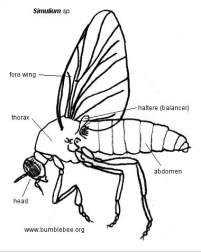 Simulium sp.
fore wing
haltere (balancer)
thorax
abdomen
head
www.bumblebee.org